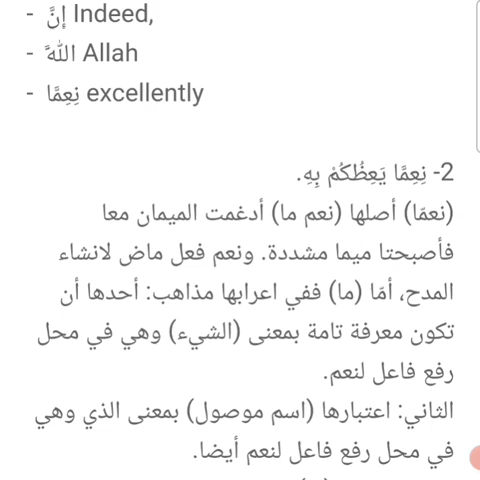 - إنَّ Indeed,
- اللهَّ Allah
- نِعِمَّا excellently
2- نِعِمَّا يَعِظُكُمْ بِهِ.
(نعمّا) أصلها (نعم ما) أدغمت الميمان معا
فأصبحتا ميما مشددة. ونعم فعل ماض لانشاء
المدح، أمّا (ما) ففي اعرابها مذاهب: أحدها أن
تكون معرفة تامة بمعنى (الشيء) وهي في محل
رفع فاعل لنعم.
الثاني: اعتبارها (اسم موصول) بمعنى الذي وهي
في محل رفع فاعل لنعم أيضا.